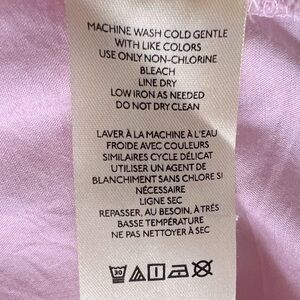 MACHINE WASH COLD GENTLE
WITH LIKE COLORS
USE ONLY NON-CHLORINE
BLEACH
LINE DRY
LOW IRON AS NEEDED
DO NOT DRY CLEAN
LAVER À LA MACHINE À L'EAU
FROIDE AVEC COULEURS
SIMILAIRES CYCLE DÉLICAT
UTILISER UN AGENT DE
BLANCHIMENT SANS CHLORE SI
NÉCESSAIRE
LIGNE SEC
REPASSER, AU BESOIN, À TRÈS
BASSE TEMPÉRATURE
NE PAS NETTOYER À SEC
30